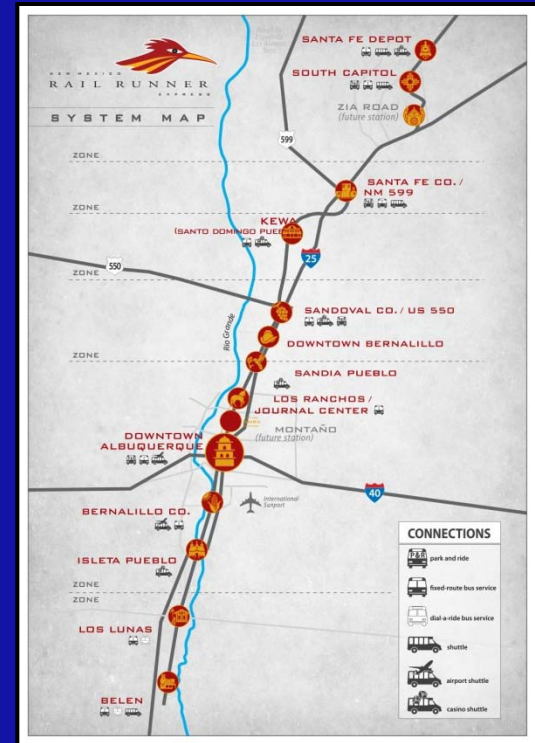 NEW MEXICO
RAIL RUNNER
EXPRESS
SYSTEM MAP
SANTA FE DEPOT
SOUTH CAPITOL
ZIA ROAD
(future station)
599
ZONE
ZONE
SANTA FE CO./
NM 599
KEWA
(SANTO DOMINGO PUEB
25
550
ZONE
SANDOVAL CO./ US 550
Rio Grande
DOWNTOWN BERNALILLO
ZONE
SANDIA PUEBLO
LOS RANCHOS/
JOURNAL CENTER
MONTAÑO
(future station)
DOWNTOWN
ALBUQUERQUE
40
BERNALILLO CO.
International
Sunport
ISLETA PUEBLO
ZONE
ZONE
LOS LUNAS
BELEN
CONNECTIONS
P&R
park and ride
fixed-route bus service
dial-a-ride bus service
shuttle
airport shuttle
casino shuttle